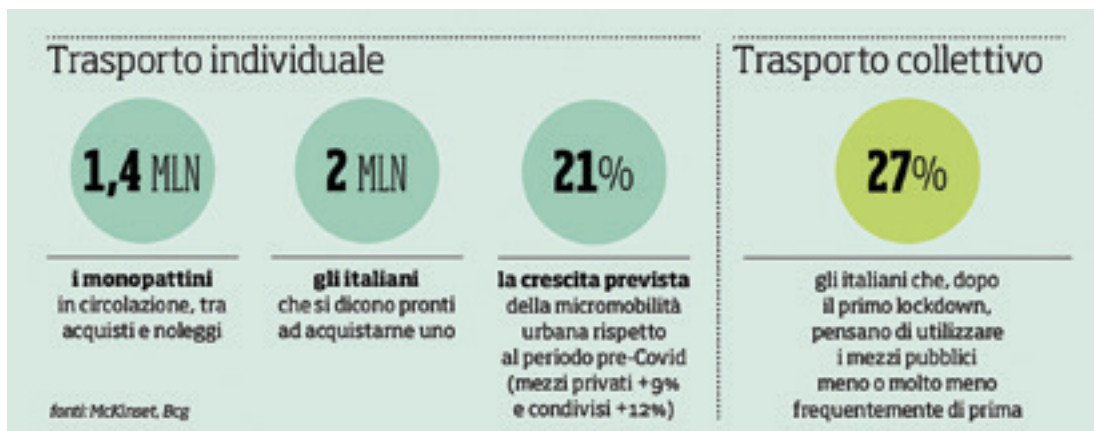 Trasporto individuale
1,4 MLN
i monopattini
in circolazione, tra
acquisti e noleggi
2 MLN
gli italiani
che si dicono pronti
ad acquistarne uno
21%
la crescita prevista
della micromobilità
urbana rispetto
al periodo pre-Covid
(mezzi privati +9%
e condivisi +12%)
fonti: McKinset, Bcg
Trasporto collettivo
27%
gli italiani che, dopo
il primo lockdown,
pensano di utilizzare
i mezzi pubblici
meno o molto meno
frequentemente di prima